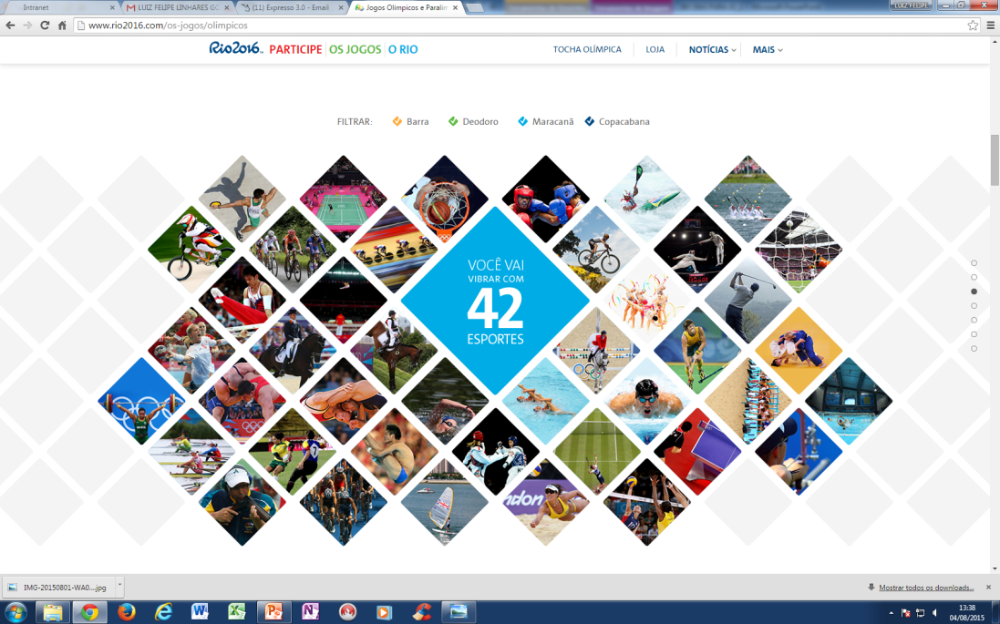 Intranet
LUIZ FELIPE LINHARES GO
(11) Expresso 3.0 - Email
Jogos Olímpicos e Paralím
LUIZ FELIPE
www.rio2016.com/os-jogos/olimpicos
Rio2016 PARTICIPE OS JOGOS O RIO
TOCHA OLÍMPICA LOJA NOTÍCIAS MAIS
FILTRAR: Barra Deodoro Maracanã Copacabana
VOCÊ VAI
VIBRAR COM
42
ESPORTES
ndon
IMG-20150801-WA0....jpg
Mostrar todos os downloads...
13:38
04/08/2015